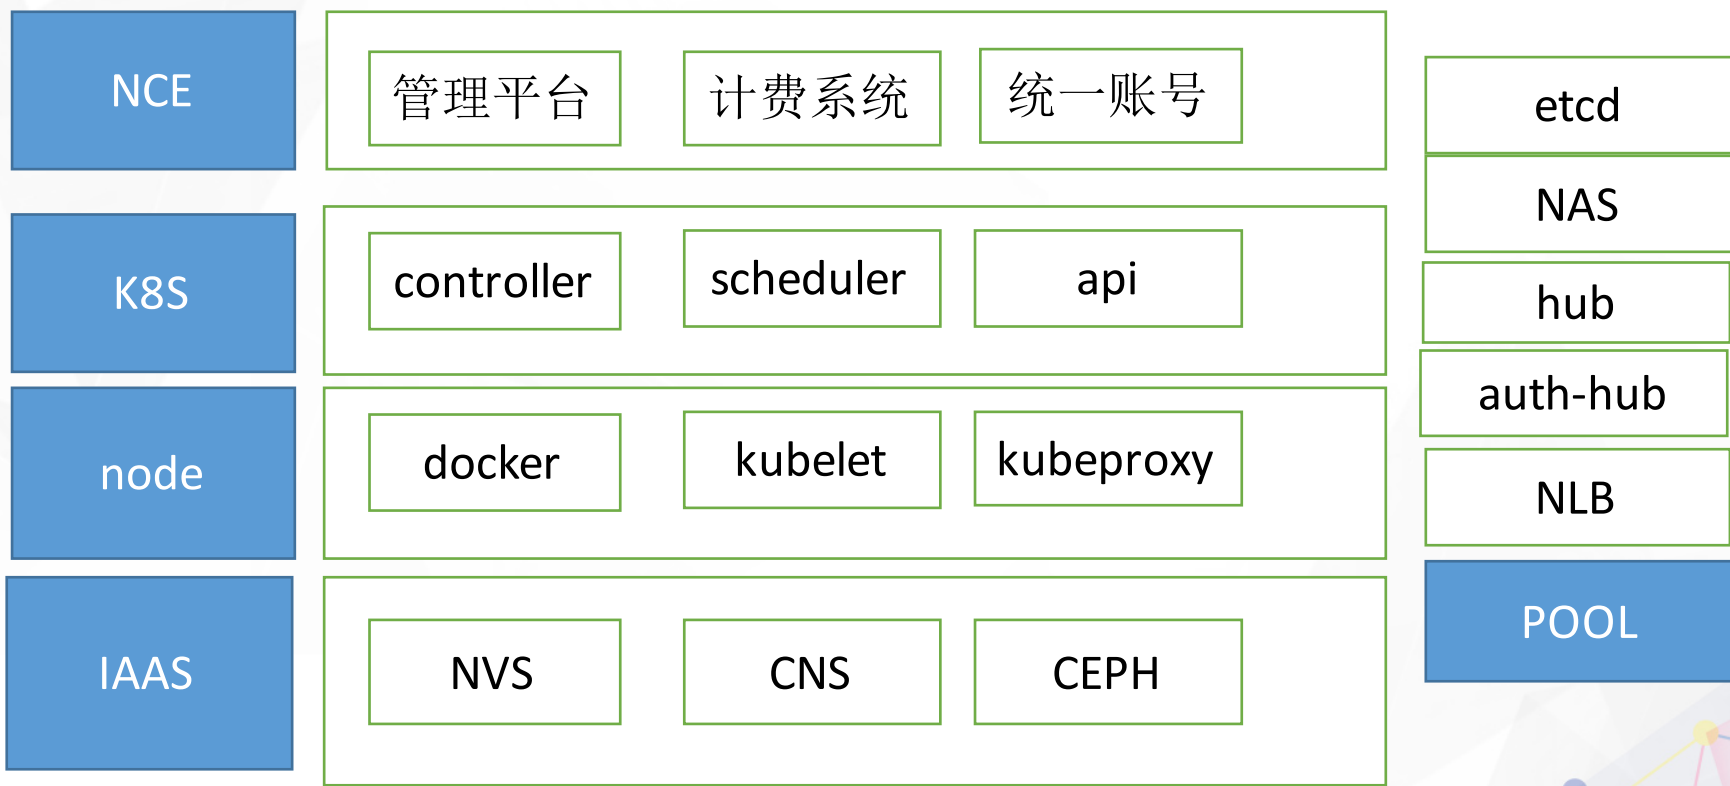 NCE
管理平台
计费系统
统一账号
K8S
controller
scheduler
api
node
docker
kubelet
kubeproxy
IAAS
NVS
CNS
CEPH
etcd
NAS
hub
auth-hub
NLB
POOL